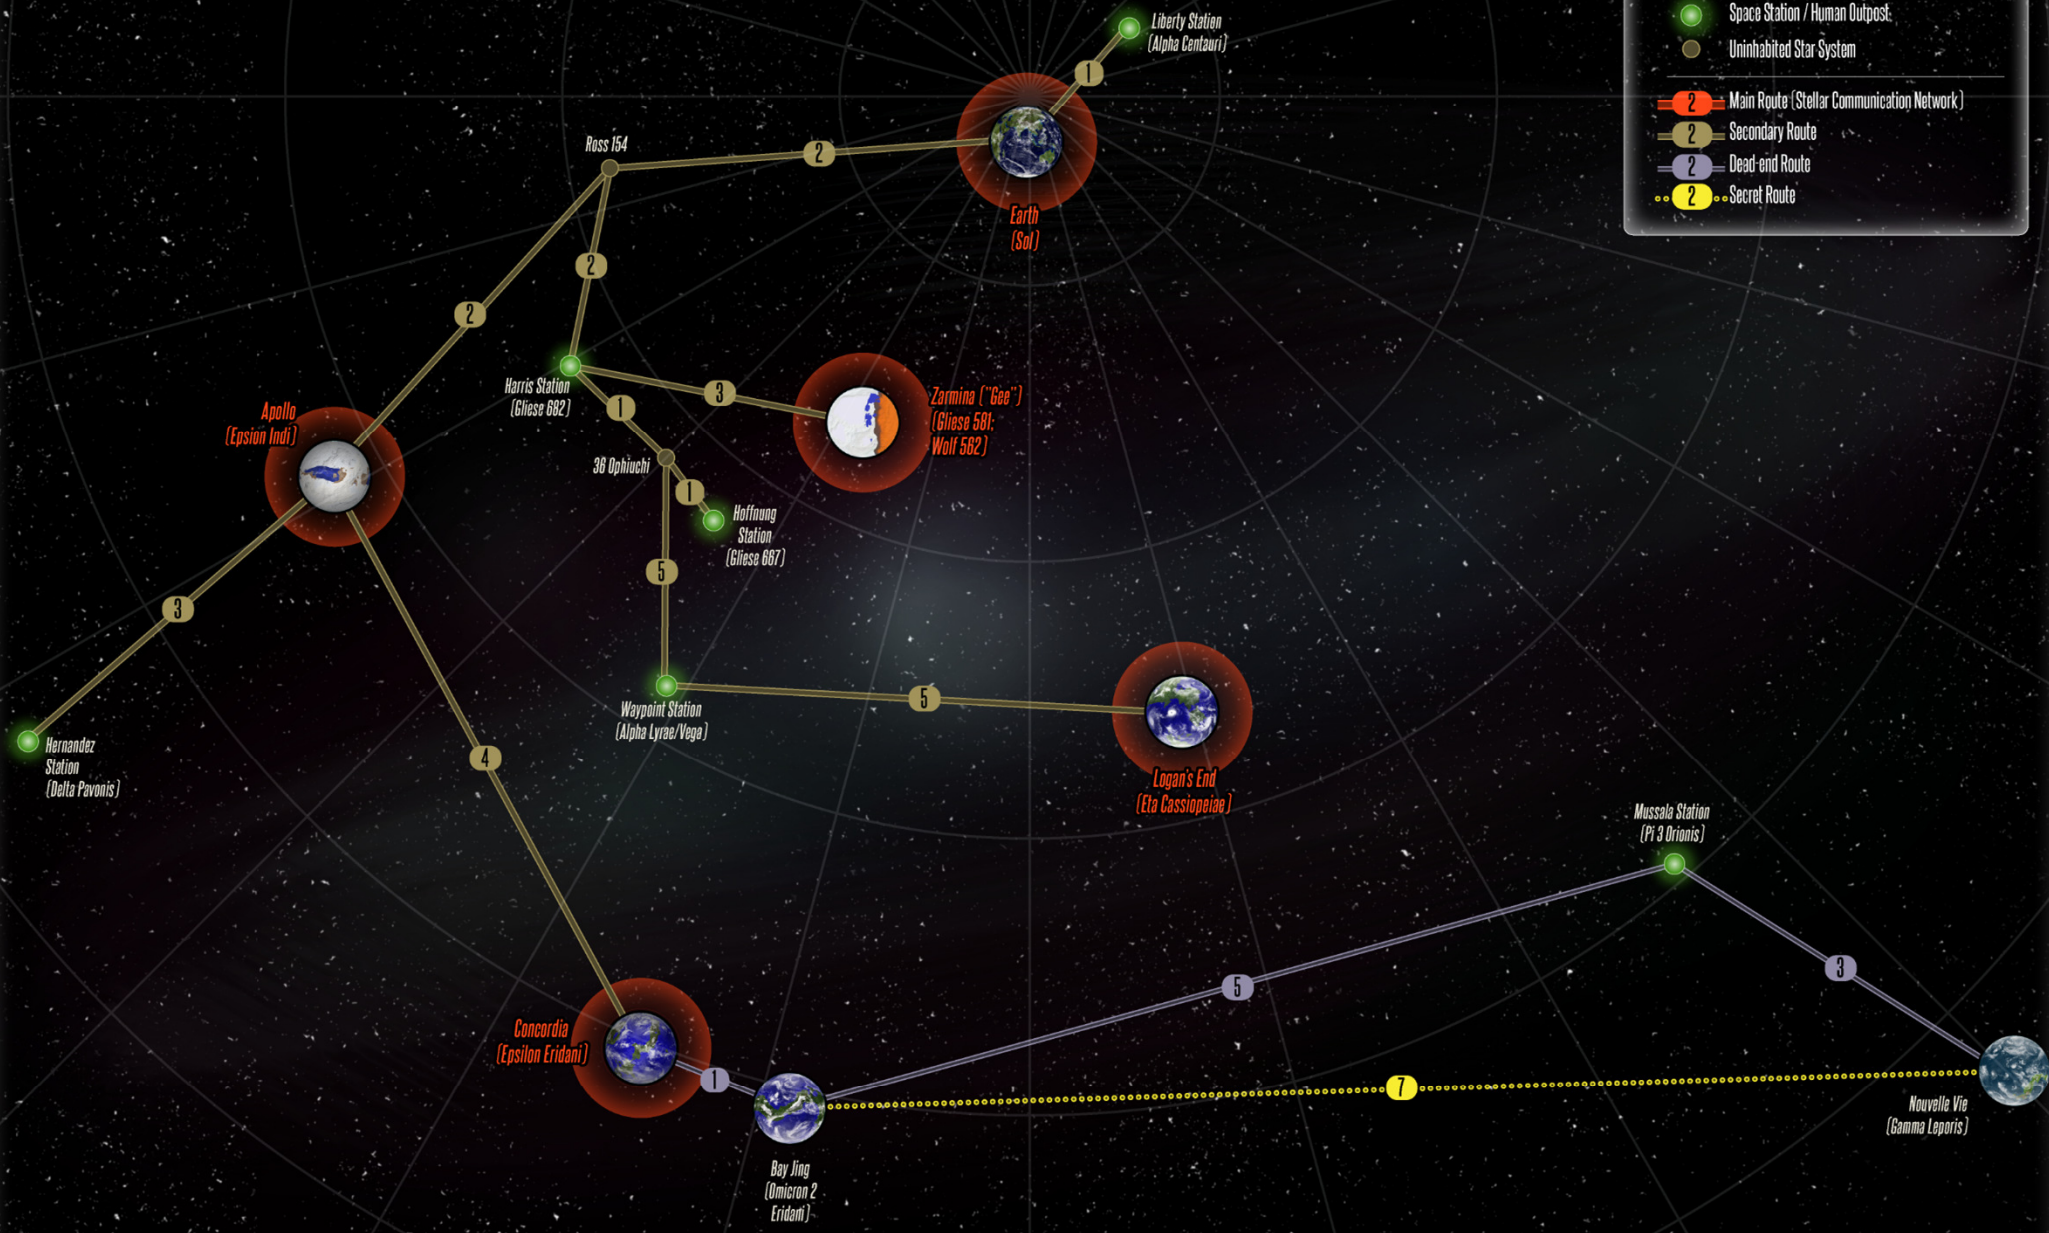 Liberty Station
(Alpha Centauri)
1
Space Station / Human Outpost
Uninhabited Star System
2 Main Route (Stellar Communication Network)
2 Secondary Route
2 Dead-end Route
2 Secret Route
Ross 154
2
Earth
(Sol)
2
2
Harris Station
(Gliese 682)
3
1
Zarmina ("Gee")
(Gliese 581;
Wolf 562)
Apollo
(Epsion Indi)
36 Ophiuchi
1
Hoffnung
Station
(Gliese 667)
5
3
Waypoint Station
(Alpha Lyrae/Vega)
5
Hernandez
Station
(Delta Pavonis)
4
Logan's End
(Eta Cassiopeiae)
Mussala Station
(Pi 3 Orionis)
5
3
Concordia
(Epsilon Eridani)
1
7
Nouvelle Vie
(Gamma Leporis)
Bay Jing
(Omicron 2
Eridani)